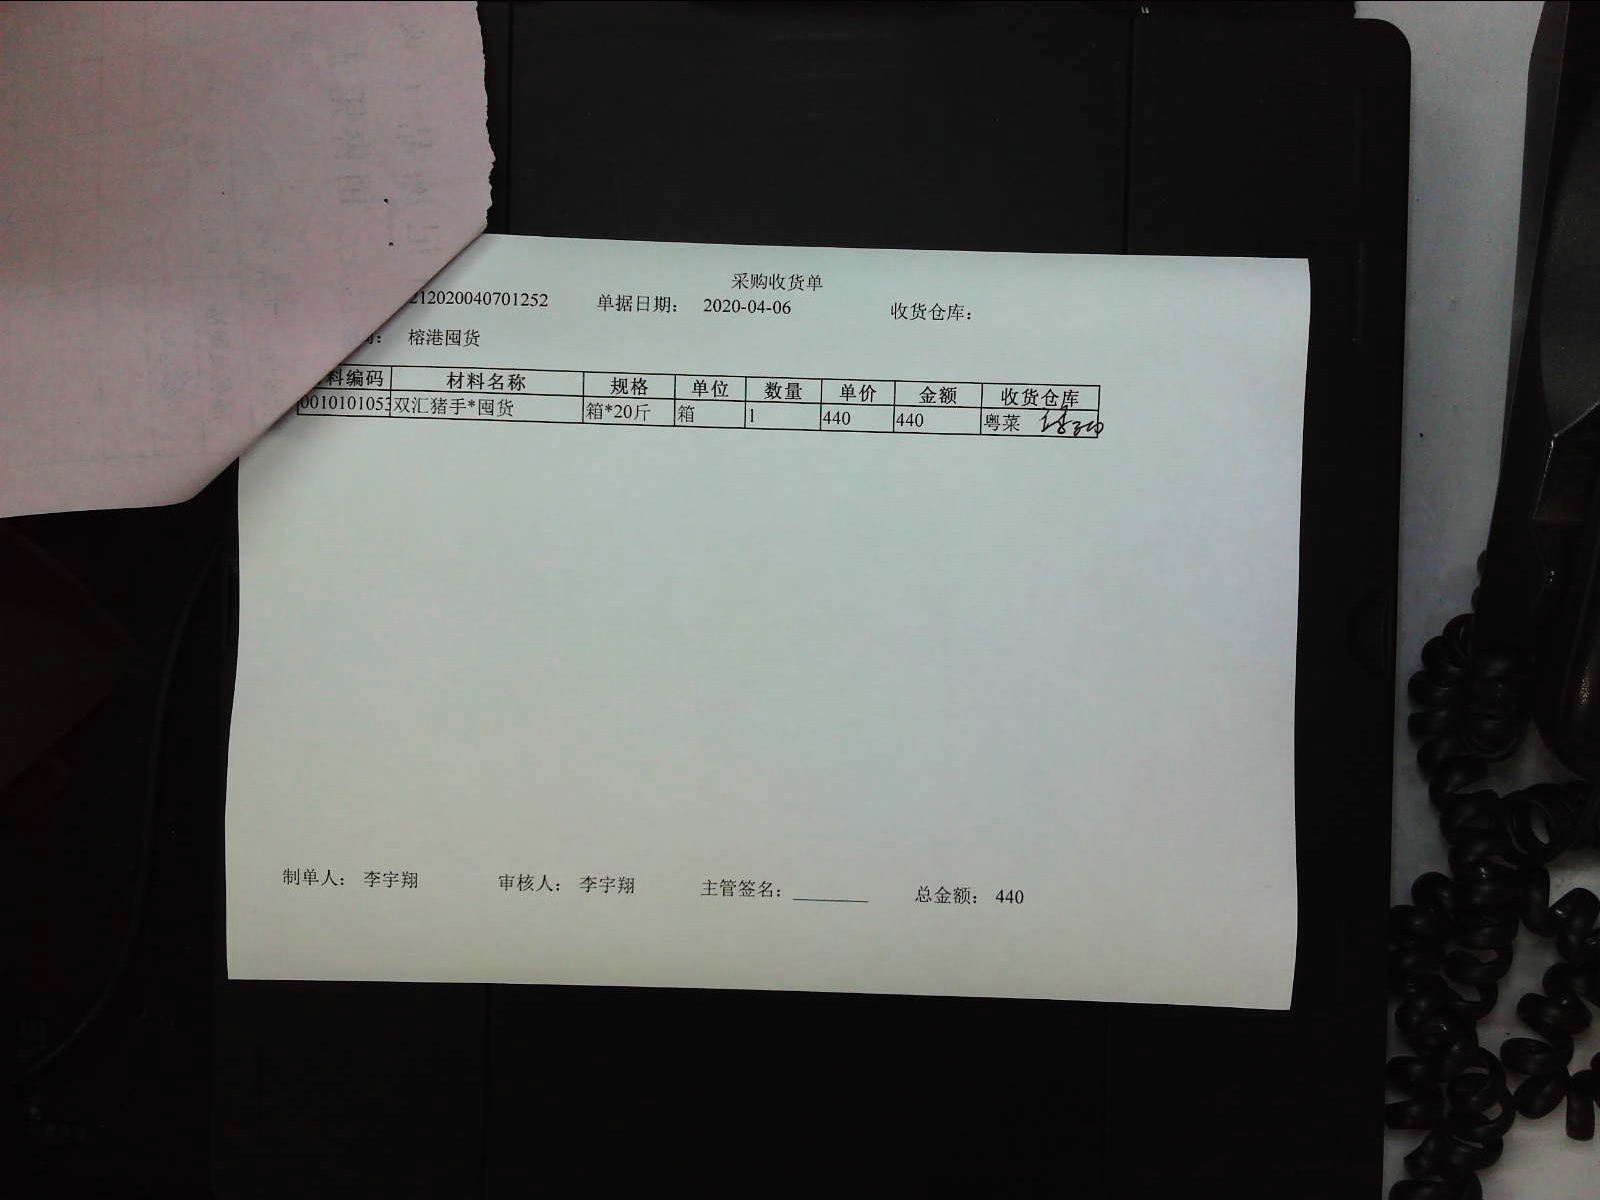 采购收货单
212020040701252 单据日期： 2020-04-06 收货仓库：
榕港囤货
料编码 材料名称 规格 单位 数量 单价 金额 收货仓库
0010101053 双汇猪手*囤货 箱*20斤 箱 1 440 440 粤菜
制单人： 李宇翔 审核人： 李宇翔 主管签名： 总金额： 440